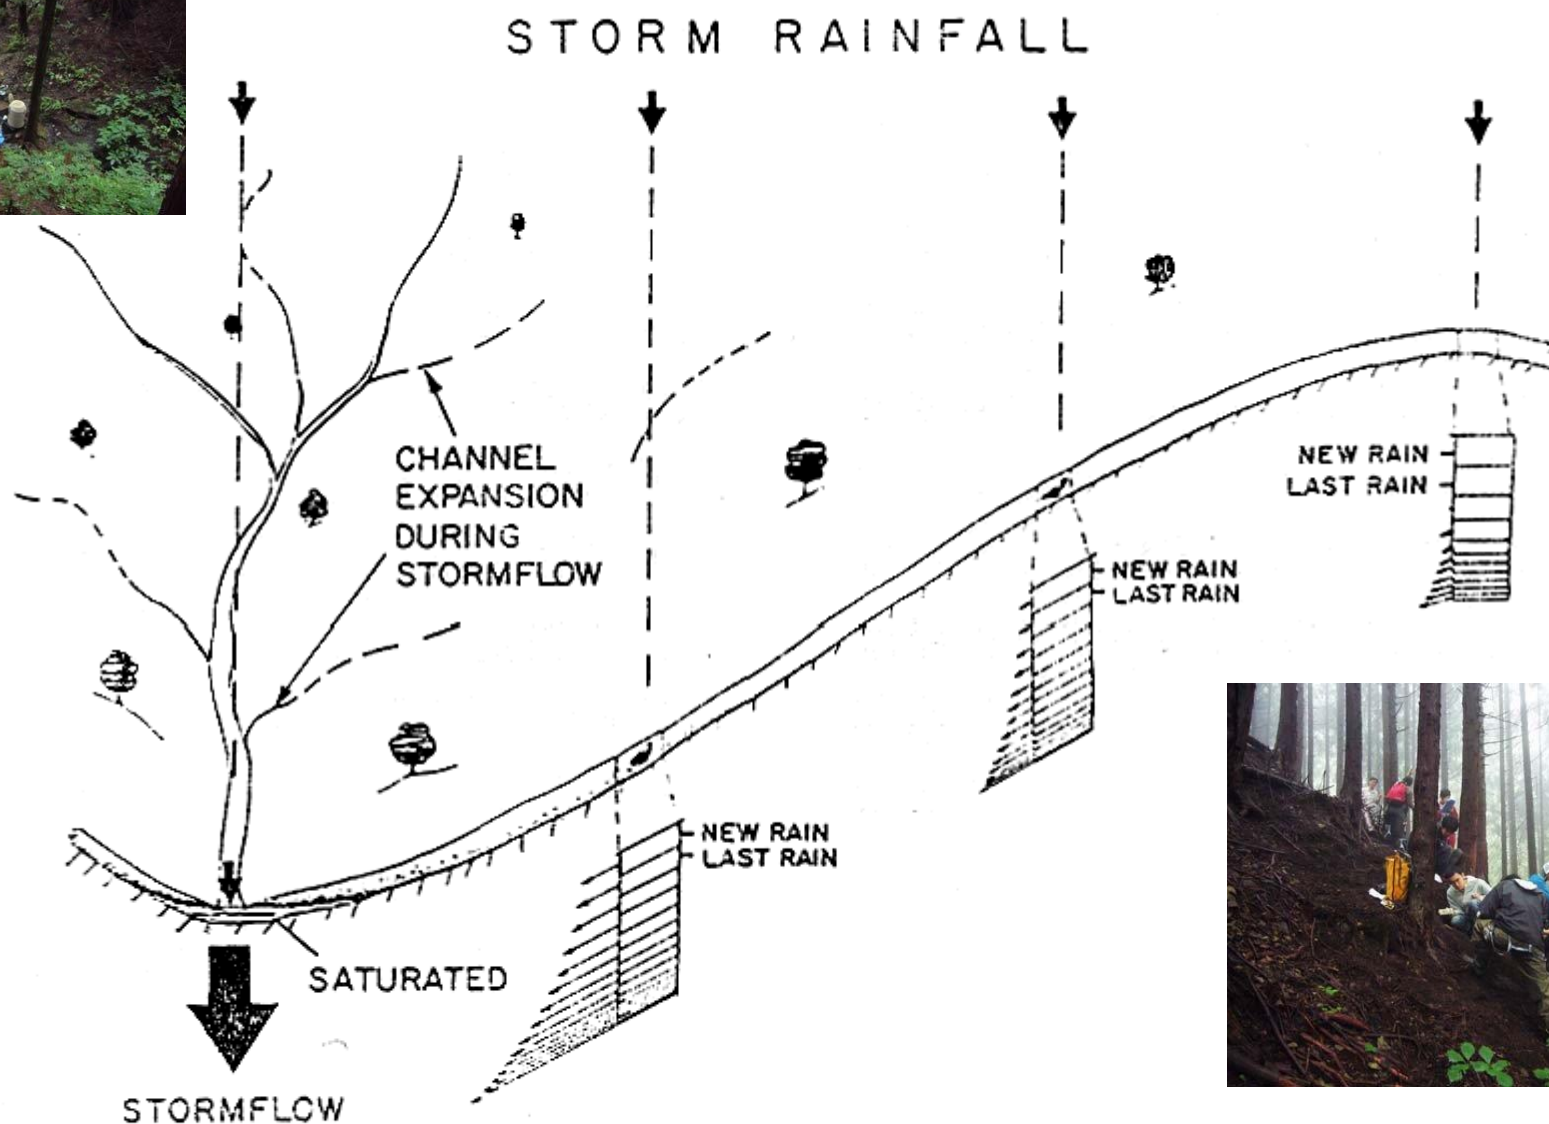 STORM RAINFALL
CHANNEL
EXPANSION
DURING
STORMFLOW
NEW RAIN
LAST RAIN
NEW RAIN
LAST RAIN
NEW RAIN
LAST RAIN
SATURATED
STORMFLOW